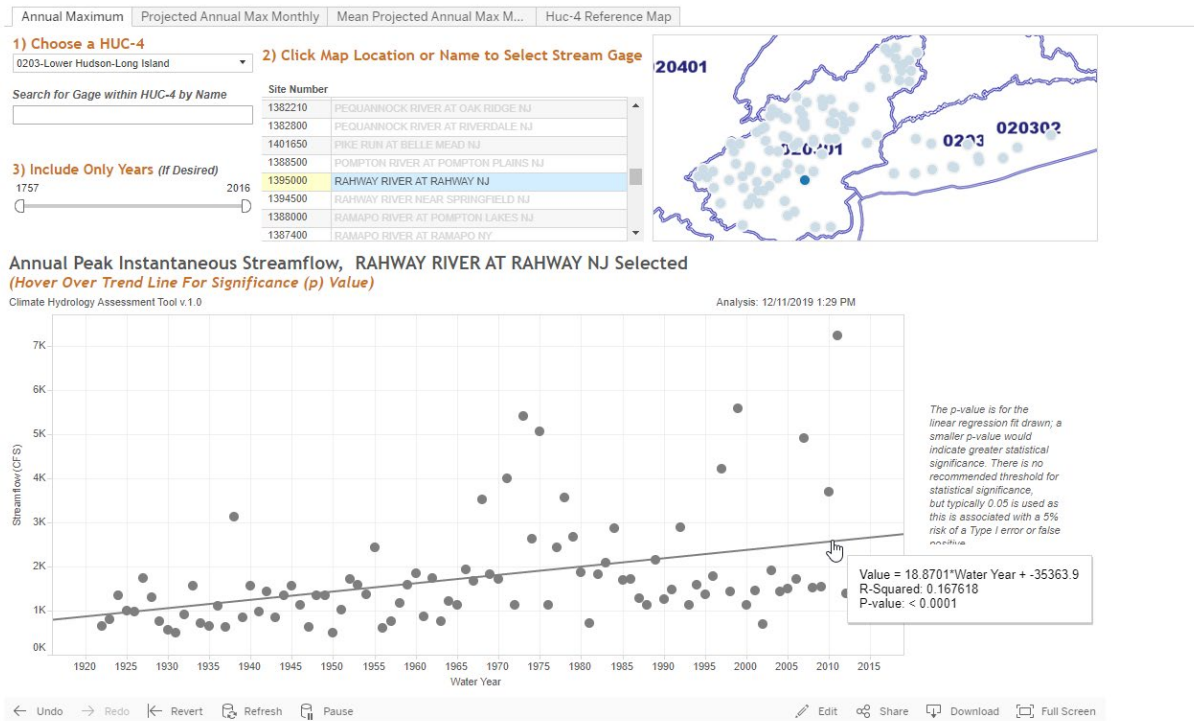 Annual Maximum
Projected Annual Max Monthly
Mean Projected Annual Max M...
Huc-4 Reference Map
1) Choose a HUC-4
0203-Lower Hudson-Long Island
Search for Gage within HUC-4 by Name
3) Include Only Years (If Desired)
1757 2016
2) Click Map Location or Name to Select Stream Gage
Site Number
1382210 PEQUANNOCK RIVER AT OAK RIDGE NJ
1382800 PEQUANNOCK RIVER AT RIVERDALE NJ
1401650 PIKE RUN AT BELLE MEAD NJ
1388500 POMPTON RIVER AT POMPTON PLAINS NJ
1395000 RAHWAY RIVER AT RAHWAY NJ
1394500 RAHWAY RIVER NEAR SPRINGFIELD NJ
1388000 RAMAPO RIVER AT POMPTON LAKES NJ
1387400 RAMAPO RIVER AT RAMAPO NY
020401
0203
020302
Annual Peak Instantaneous Streamflow, RAHWAY RIVER AT RAHWAY NJ Selected
(Hover Over Trend Line For Significance (p) Value)
Climate Hydrology Assessment Tool v.1.0
Analysis: 12/11/2019 1:29 PM
Streamflow (CFS)
7K
6K
5K
4K
3K
2K
1K
0K
1920 1925 1930 1935 1940 1945 1950 1955 1960 1965 1970 1975 1980 1985 1990 1995 2000 2005 2010 2015
Water Year
The p-value is for the
linear regression fit drawn; a
smaller p-value would
indicate greater statistical
significance. There is no
recommended threshold for
statistical significance,
but typically 0.05 is used as
this is associated with a 5%
risk of a Type I error or false
positive
Value = 18.8701*Water Year + -35363.9
R-Squared: 0.167618
P-value: < 0.0001
Undo Redo Revert Refresh Pause
Edit Share Download Full Screen